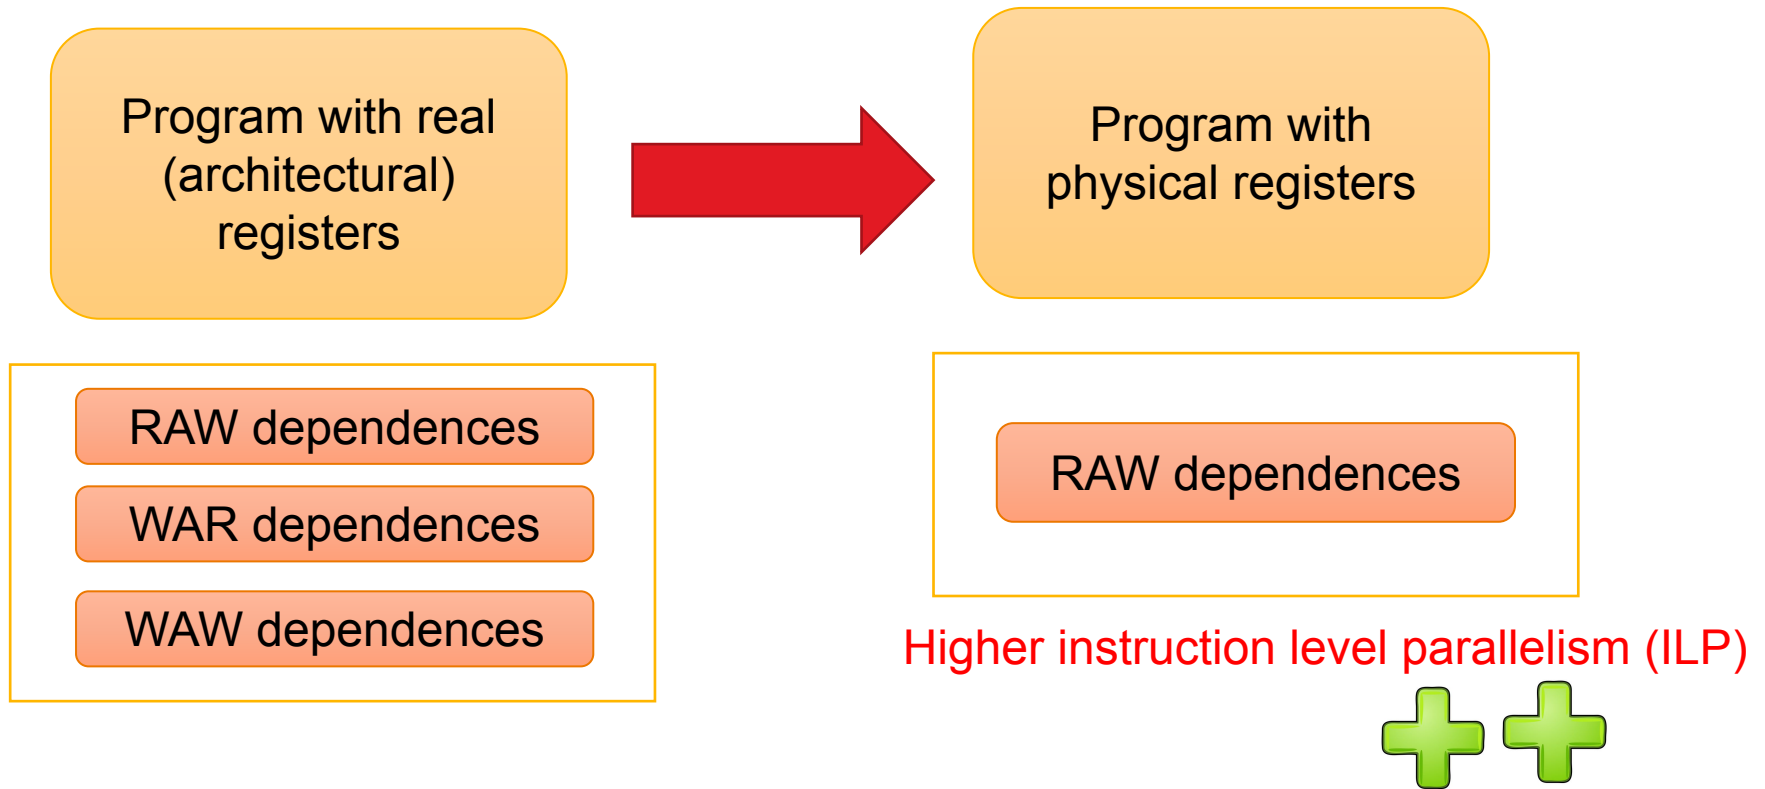 Program with real
(architectural)
registers
Program with
physical registers
RAW dependences
WAR dependences
WAW dependences
RAW dependences
Higher instruction level parallelism (ILP)